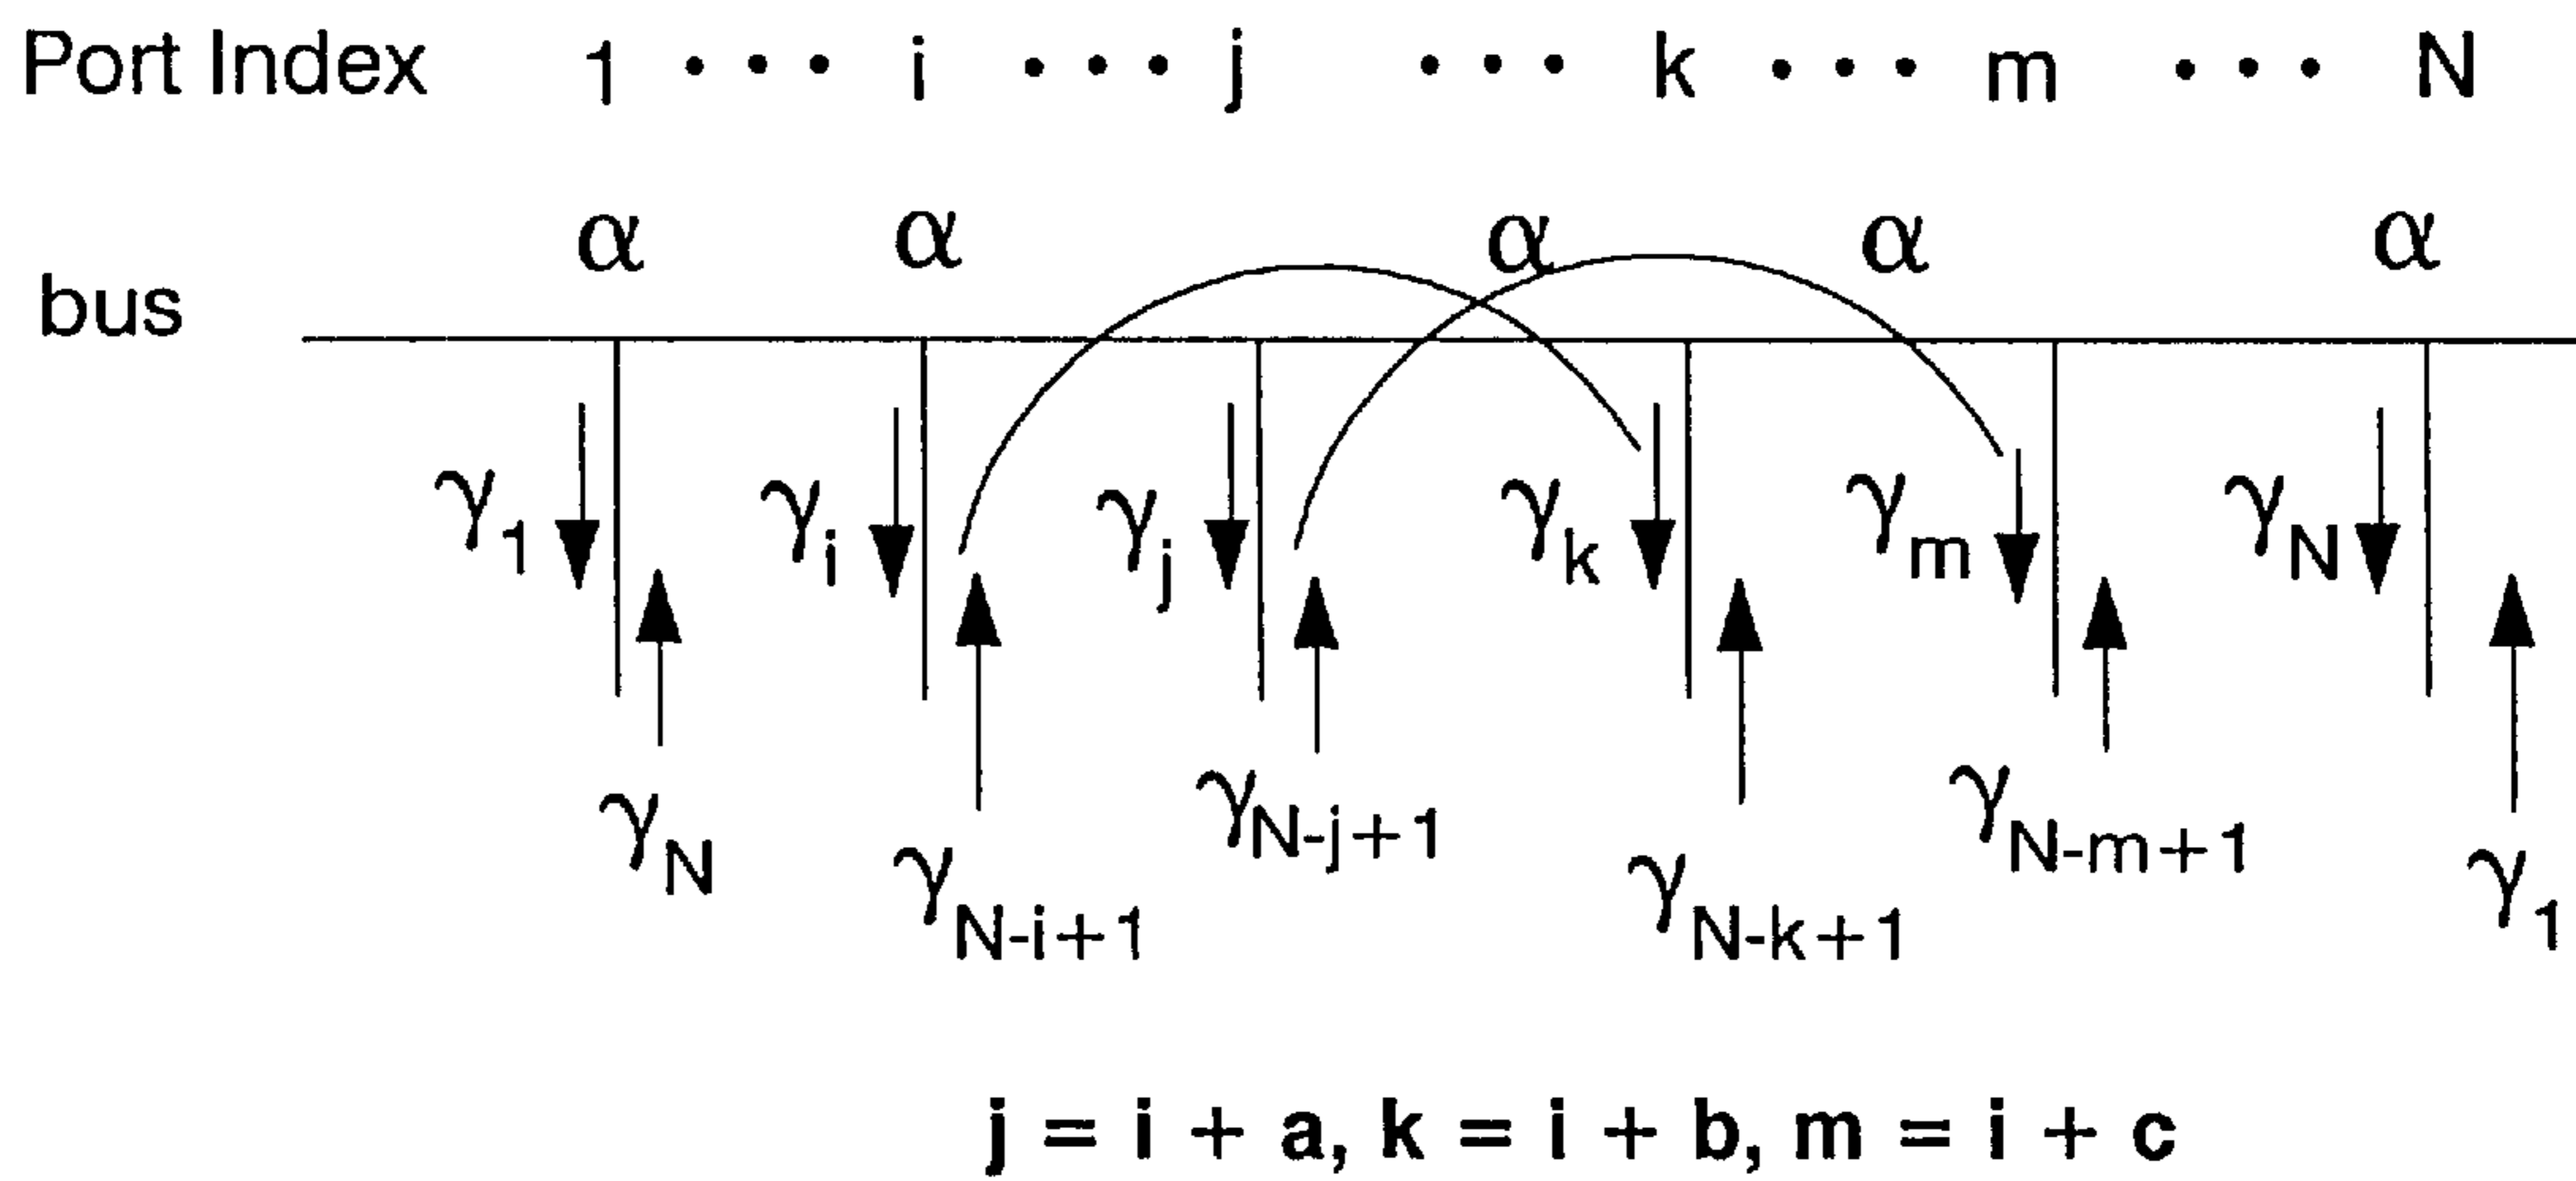 Port Index 1 • • • i • • • j • • • k • • • m • • • N
α α α α α
bus
γ1 γi γj γk γm γN
γN γN-i+1 γN-j+1 γN-k+1 γN-m+1 γ1
j = i + a, k = i + b, m = i + c